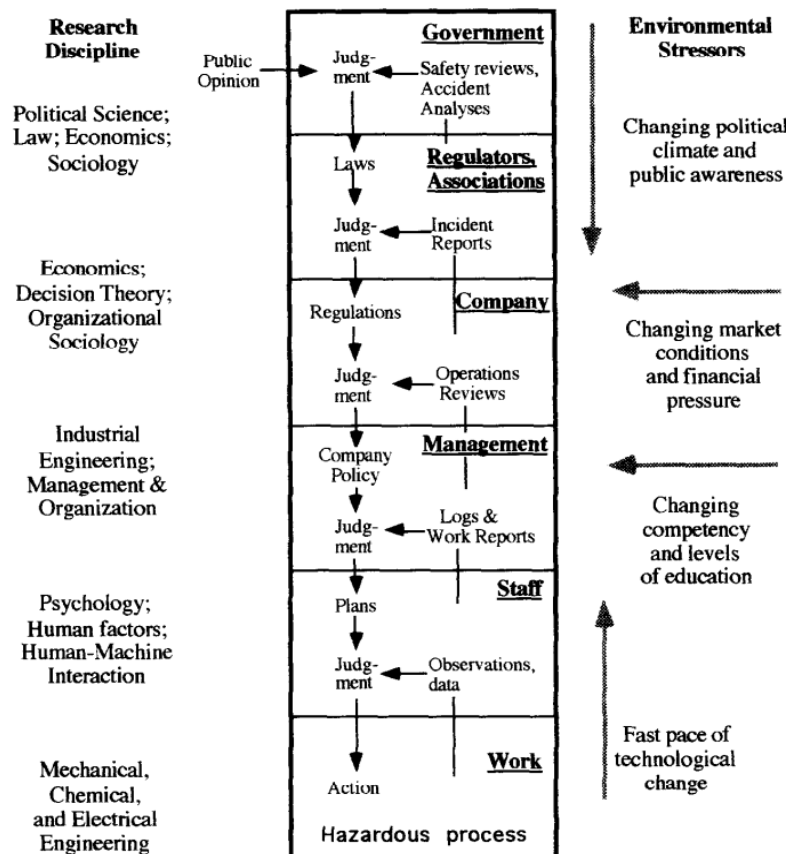 Research
Discipline
Political Science;
Law; Economics;
Sociology
Economics;
Decision Theory;
Organizational
Sociology
Industrial
Engineering;
Management &
Organization
Psychology;
Human factors;
Human-Machine
Interaction
Mechanical,
Chemical,
and Electrical
Engineering
Public
Opinion
Government
Judg-
ment
Safety reviews,
Accident
Analyses
Regulators,
Associations
Laws
Judg-
ment
Incident
Reports
Company
Regulations
Judg-
ment
Operations
Reviews
Management
Company
Policy
Judg-
ment
Logs &
Work Reports
Staff
Plans
Judg-
ment
Observations,
data
Work
Action
Hazardous process
Environmental
Stressors
Changing political
climate and
public awareness
Changing market
conditions
and financial
pressure
Changing
competency
and levels
of education
Fast pace of
technological
change